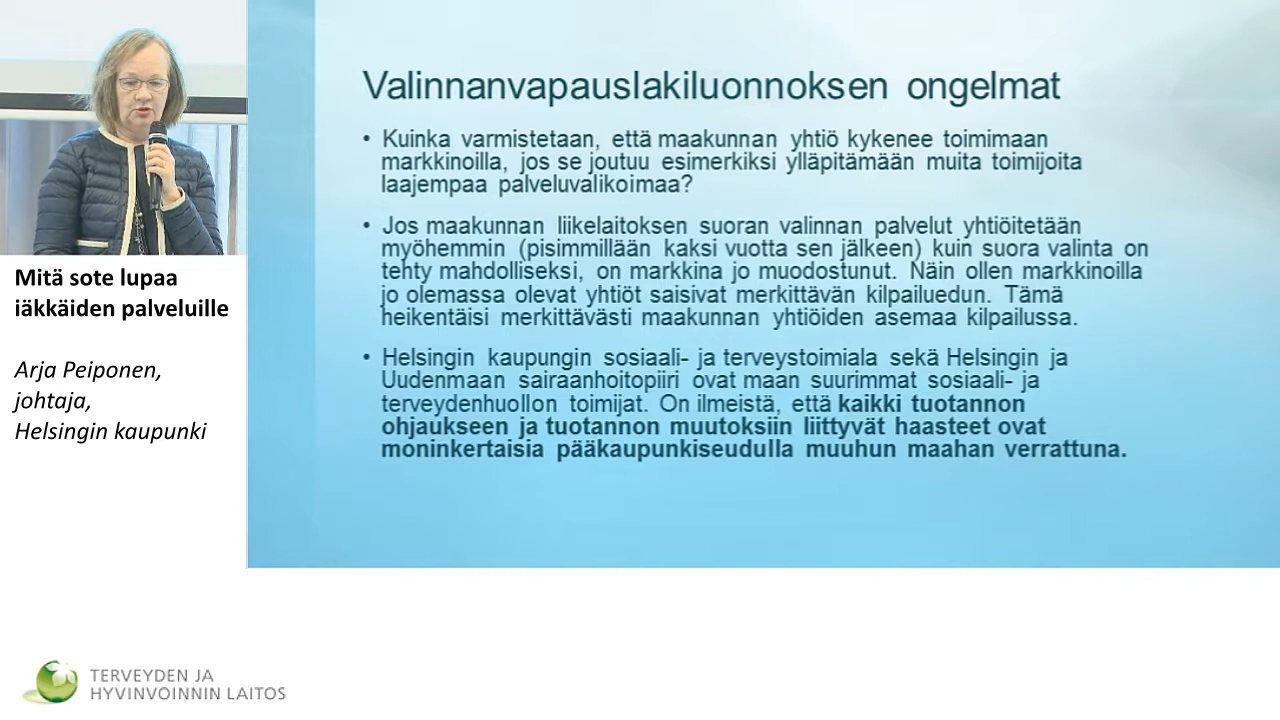 Valinnanvapauslakiluonnoksen ongelmat
• Kuinka varmistetaan, että maakunnan yhtiö kykenee toimimaan
markkinoilla, jos se joutuu esimerkiksi ylläpitämään muita toimijoita
laajempaa palveluvalikoimaa?
• Jos maakunnan liikelaitoksen suoran valinnan palvelut yhtiöitetään
myöhemmin (pisimmillään kaksi vuotta sen jälkeen) kuin suora valinta on
tehty mahdolliseksi, on markkina jo muodostunut. Näin ollen markkinoilla
jo olemassa olevat yhtiöt saisivat merkittävän kilpailuedun. Tämä
heikentäisi merkittävästi maakunnan yhtiöiden asemaa kilpailussa.
• Helsingin kaupungin sosiaali- ja terveystoimiala sekä Helsingin ja
Uudenmaan sairaanhoitopiiri ovat maan suurimmat sosiaali- ja
terveydenhuollon toimijat. On ilmeistä, että kaikki tuotannon
ohjaukseen ja tuotannon muutoksiin liittyvät haasteet ovat
moninkertaisia pääkaupunkiseudulla muuhun maahan verrattuna.
Mitä sote lupaa
iäkkäiden palveluille
Arja Peiponen,
johtaja,
Helsingin kaupunki
TERVEYDEN JA
HYVINVOINNIN LAITOS